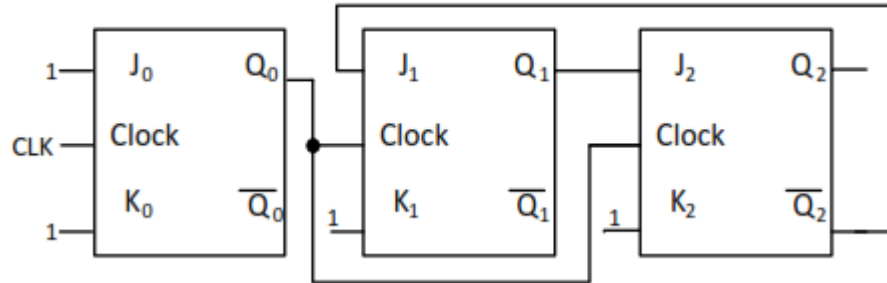 1 J₀ Q₀ J₁ Q₁ J₂ Q₂
CLK Clock Clock Clock
1 K₀ Q̅₀ 1 K₁ Q̅₁ 1 K₂ Q̅₂